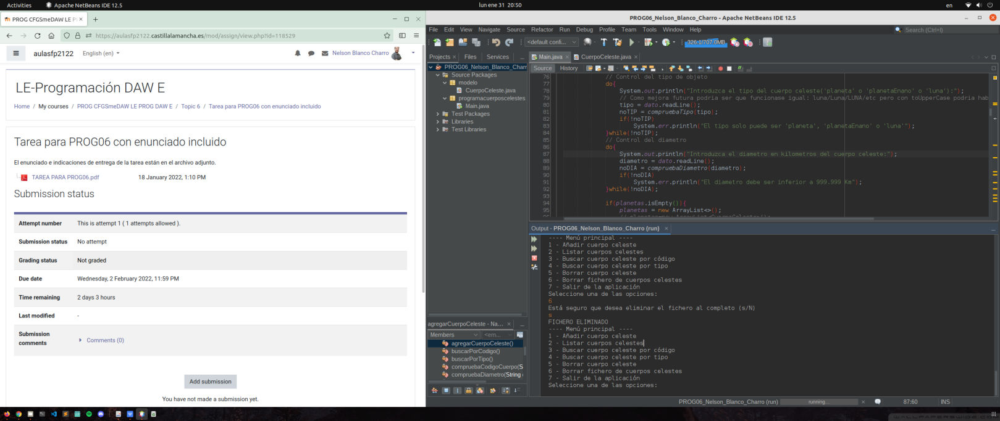 Activities
Apache NetBeans IDE 12.5
lun ene 31 20:50
en
PROG CFGSmeDAW LE P
https://aulasfp2122.castillalamancha.es/mod/assign/view.php?id=118529
aulasfp2122
English (en)
Nelson Blanco Charro
LE-Programación DAW E
Home / My courses / PROG CFGSmeDAW LE PROG DAW E / Topic 6 / Tarea para PROG06 con enunciado incluido
Tarea para PROG06 con enunciado incluido
El enunciado e indicaciones de entrega de la tarea están en el archivo adjunto.
TAREA PARA PROG06.pdf
18 January 2022, 1:10 PM
Submission status
Attempt number
This is attempt 1 ( 1 attempts allowed ).
Submission status
No attempt
Grading status
Not graded
Due date
Wednesday, 2 February 2022, 11:59 PM
Time remaining
2 days 3 hours
Last modified
-
Submission
comments
Comments (0)
Add submission
You have not made a submission yet.
PROG06_Nelson_Blanco_Charro - Apache NetBeans IDE 12.5
File Edit View Navigate Source Refactor Run Debug Profile Team Tools Window Help
Search (Ctrl+I)
<default confi...
326.1/707.0MB
Projects
Files
Services
PROG06_Nelson_Blanco_Charr
Source Packages
modelo
CuerpoCeleste.java
programacuerposcelestes
Main.java
Test Packages
Libraries
Test Libraries
agregarCuerpoCeleste - Na...
Members
<em...
agregarCuerpoCeleste()
buscarPorCodigo()
buscarPorTipo()
compruebaCodigoCuerpo(S
compruebaDiametro(String
Main.java
CuerpoCeleste.java
Source
History
76 // Control del tipo de objeto
77 do{
78 System.out.println("Introduzca el tipo del cuerpo celeste('planeta' o 'planetaEnano' o 'luna'):");
79 // Como mejora futura podria ser que funcionase igual: luna/Luna/LUNA/etc pero con toUpperCase podria hab
80 tipo = dato.readLine();
81 noTIP = compruebaTipo(tipo);
82 if(!noTIP)
83 System.err.println("El tipo solo puede ser 'planeta', 'planetaEnano' o 'luna'");
84 }while(!noTIP);
85 // Control del diametro
86 do{
87 System.out.println("Introduzca el diametro en kilometros del cuerpo celeste:");
88 diametro = dato.readLine();
89 noDIA = compruebaDiametro(diametro);
90 if(!noDIA)
91 System.err.println("El diametro debe ser inferior a 999.999 Km");
92 }while(!noDIA);
93
94 if(planetas.isEmpty()){
95 planetas = new ArrayList<>();
Output - PROG06_Nelson_Blanco_Charro (run)
---- Menú principal ----
1 - Añadir cuerpo celeste
2 - Listar cuerpos celestes
3 - Buscar cuerpo celeste por código
4 - Buscar cuerpo celeste por tipo
5 - Borrar cuerpo celeste
6 - Borrar fichero de cuerpos celestes
7 - Salir de la aplicación
Seleccione una de las opciones:
6
Está seguro que desea eliminar el fichero al completo (s/N)
s
FICHERO ELIMINADO
---- Menú principal ----
1 - Añadir cuerpo celeste
2 - Listar cuerpos celestes
3 - Buscar cuerpo celeste por código
4 - Buscar cuerpo celeste por tipo
5 - Borrar cuerpo celeste
6 - Borrar fichero de cuerpos celestes
7 - Salir de la aplicación
Seleccione una de las opciones:
PROG06_Nelson_Blanco_Charro (run)
running...
87:60
INS